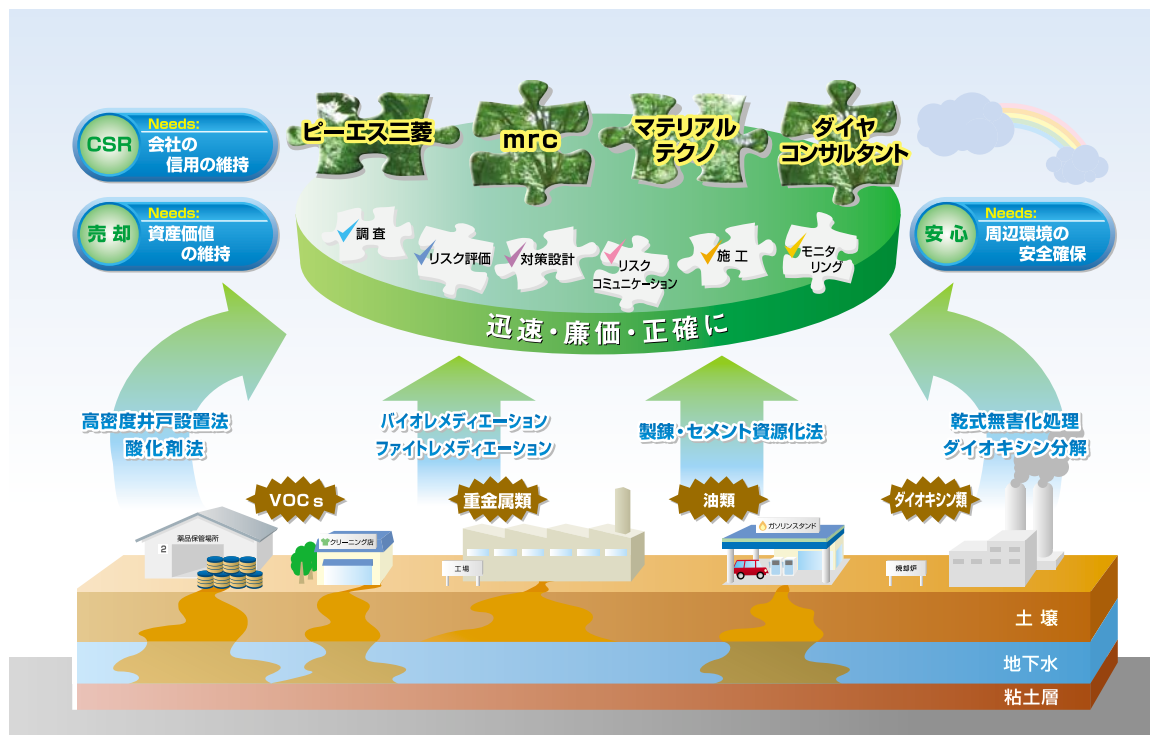 ピーエス三菱
mrc
マテリアル
テクノ
ダイヤ
コンサルタント
CSR
Needs:
会社の
信用の維持
売却
Needs:
資産価値
の維持
安心
Needs:
周辺環境の
安全確保
調査
リスク評価
対策設計
リスク
コミュニケーション
施工
モニタ
リング
迅速・廉価・正確に
高密度井戸設置法
酸化剤法
バイオレメディエーション
ファイトレメディエーション
製錬・セメント資源化法
乾式無害化処理
ダイオキシン分解
VOCs
重金属類
油類
ダイオキシン類
薬品保管場所
2
クリーニング店
工場
ガソリンスタンド
焼却炉
土壌
地下水
粘土層